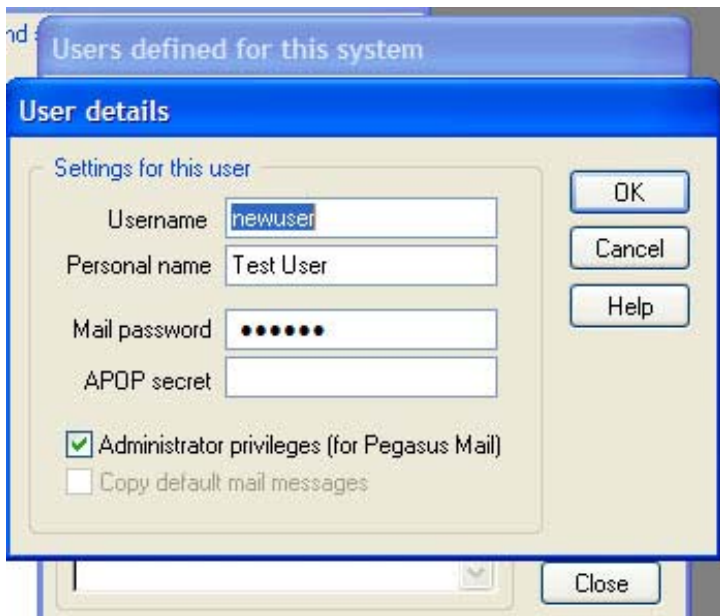 nd
Users defined for this system
User details
Settings for this user
Username newuser
Personal name Test User
Mail password ••••••
APOP secret
Administrator privileges (for Pegasus Mail)
Copy default mail messages
OK
Cancel
Help
Close